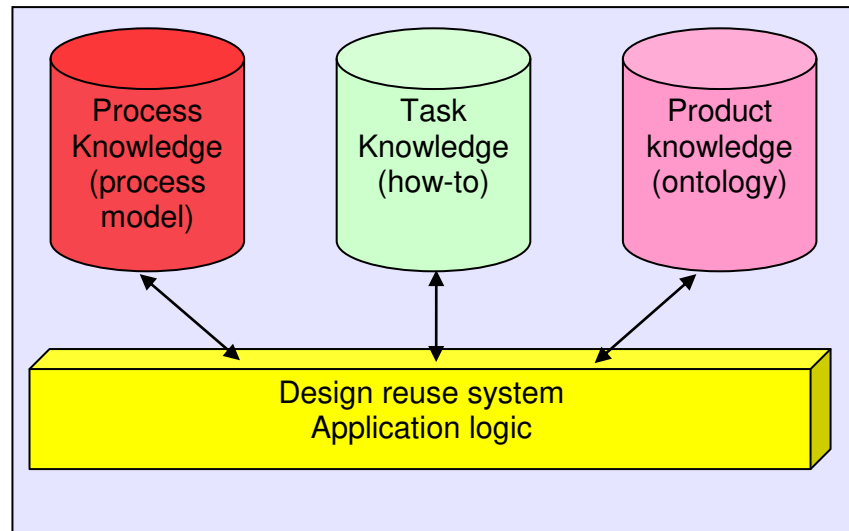 Process
Knowledge
(process
model)
Task
Knowledge
(how-to)
Product
knowledge
(ontology)
Design reuse system
Application logic